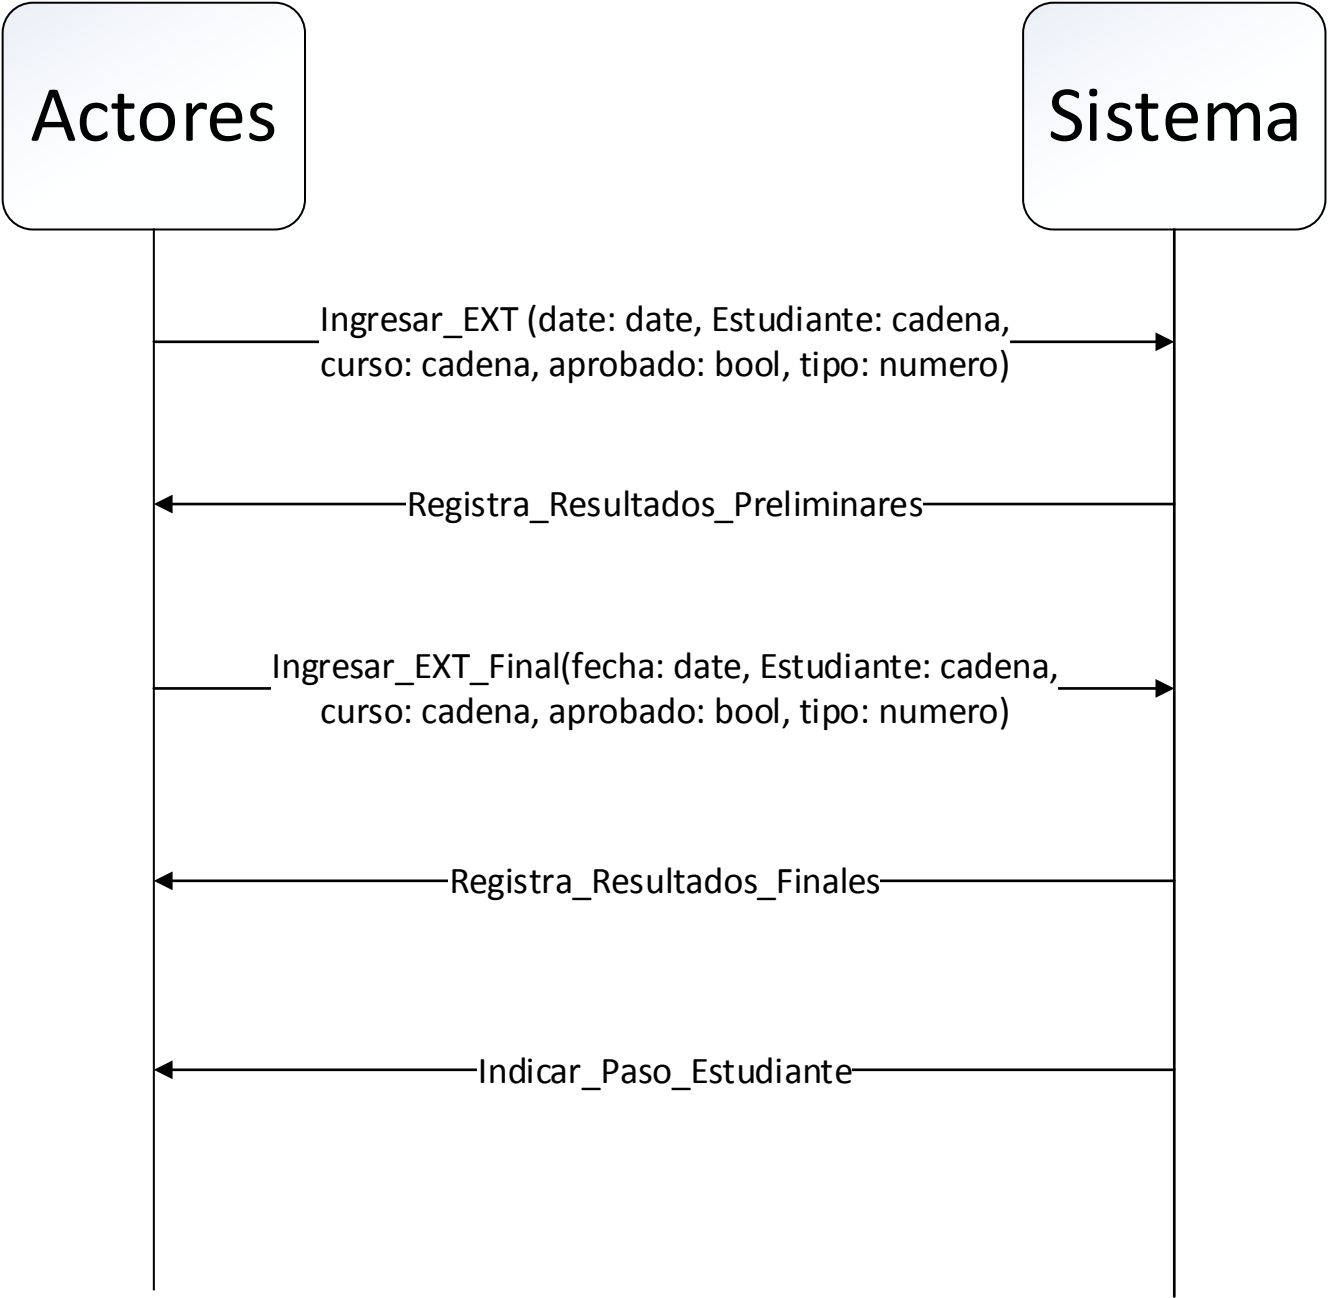 Actores
Sistema
Ingresar_EXT (date: date, Estudiante: cadena,
curso: cadena, aprobado: bool, tipo: numero)
Registra_Resultados_Preliminares
Ingresar_EXT_Final(fecha: date, Estudiante: cadena,
curso: cadena, aprobado: bool, tipo: numero)
Registra_Resultados_Finales
Indicar_Paso_Estudiante